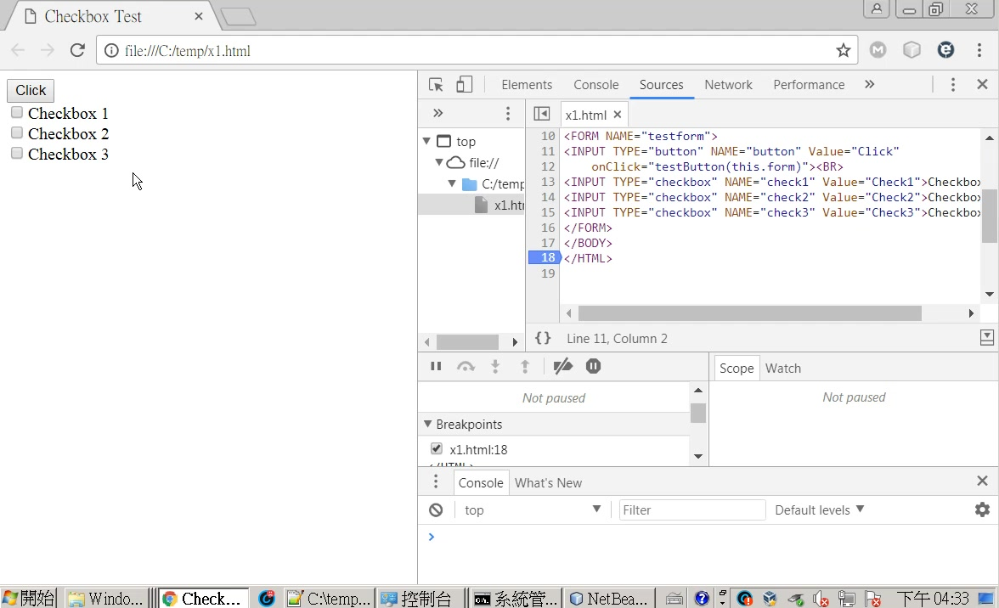 Checkbox Test
file:///C:/temp/x1.html
Click
Checkbox 1
Checkbox 2
Checkbox 3
Elements Console Sources Network Performance
x1.html
top
file://
C:/temp
x1.htm
10 <FORM NAME="testform">
11 <INPUT TYPE="button" NAME="button" Value="Click"
12 onClick="testButton(this.form)"><BR>
13 <INPUT TYPE="checkbox" NAME="check1" Value="Check1">Checkbox
14 <INPUT TYPE="checkbox" NAME="check2" Value="Check2">Checkbox
15 <INPUT TYPE="checkbox" NAME="check3" Value="Check3">Checkbox
16 </FORM>
17 </BODY>
18 </HTML>
19
{} Line 11, Column 2
Scope Watch
Not paused
Not paused
Breakpoints
x1.html:18
</HTML>
Console What's New
top Filter Default levels
開始 Windo... Check... C:\temp... 控制台 系統管... NetBea... 下午 04:33